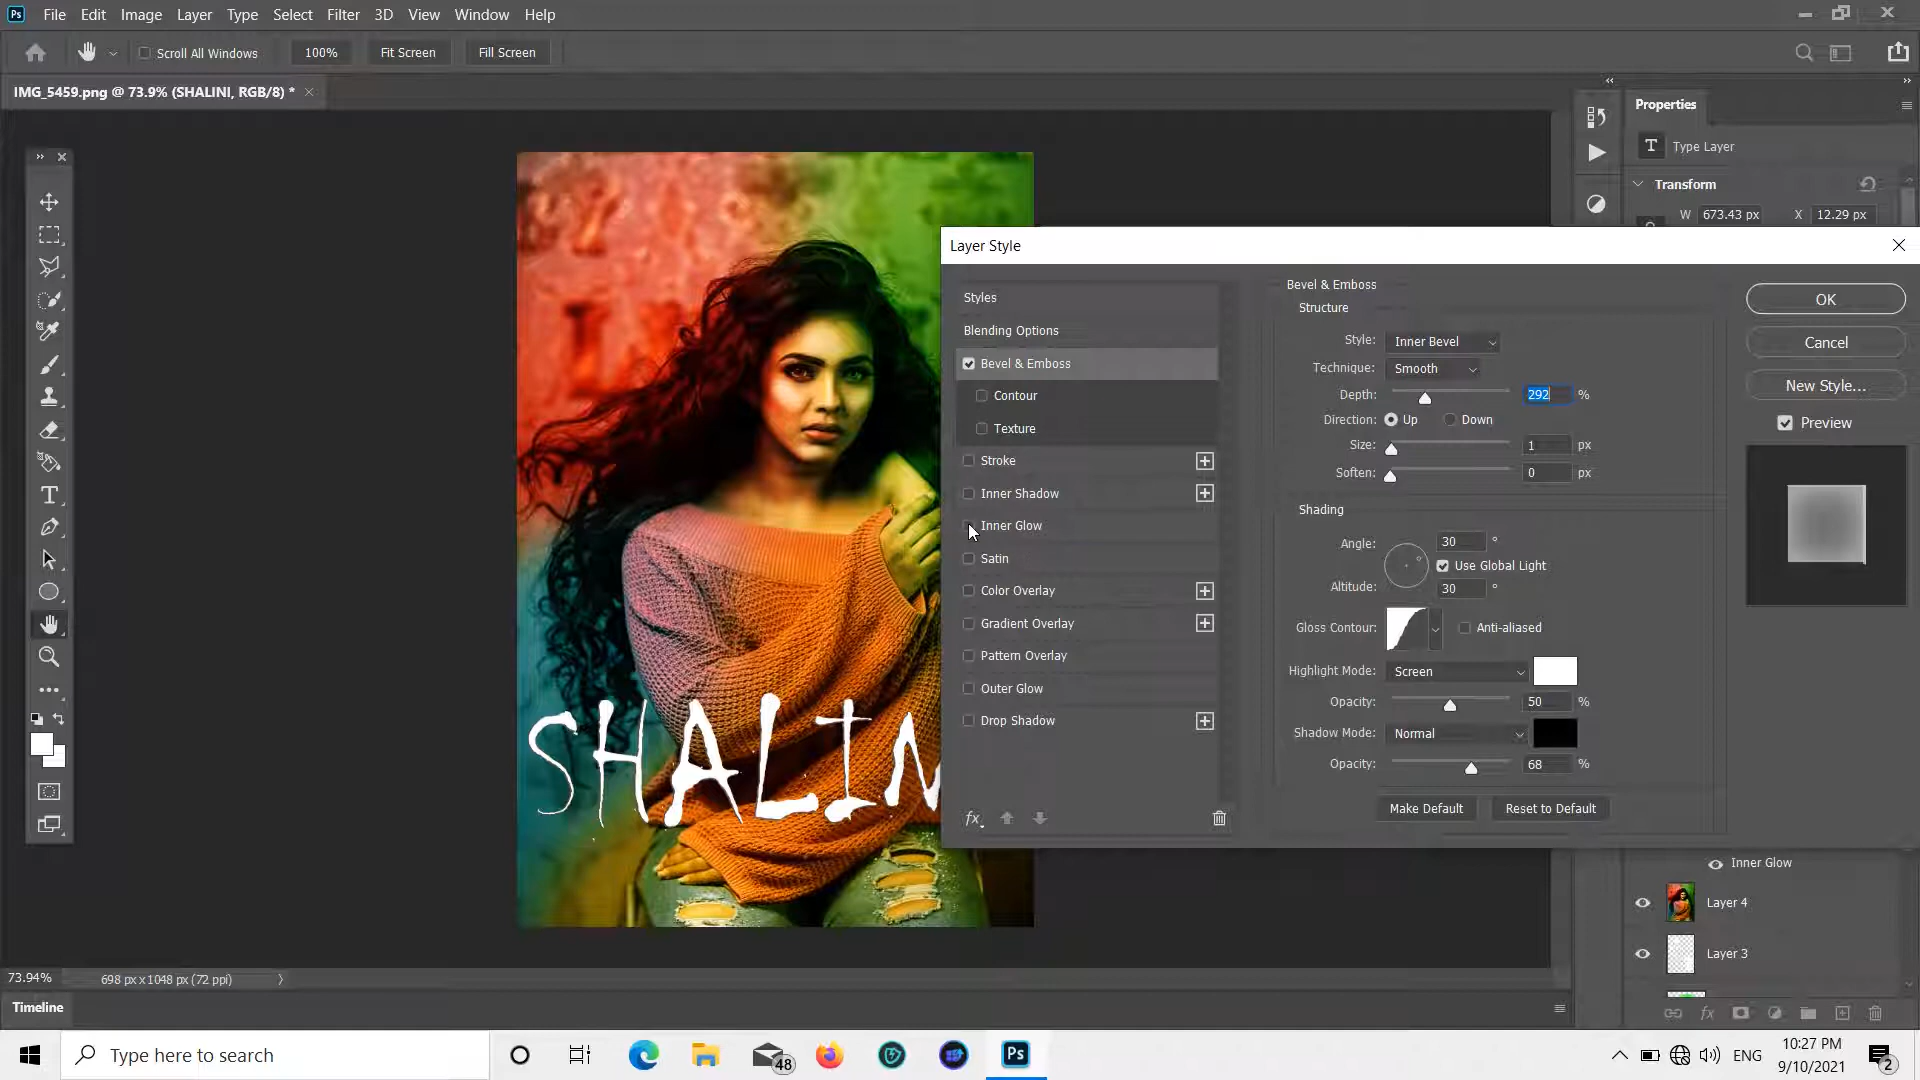 Ps File Edit Image Layer Type Select Filter 3D View Window Help
Scroll All Windows 100% Fit Screen Fill Screen
IMG_5459.png @ 73.9% (SHALINI, RGB/8) *
Properties
T Type Layer
Transform
W 673.43 px X 12.29 px
Layer Style
Styles
Blending Options
Bevel & Emboss
Contour
Texture
Stroke
Inner Shadow
Inner Glow
Satin
Color Overlay
Gradient Overlay
Pattern Overlay
Outer Glow
Drop Shadow
fx
Bevel & Emboss
Structure
Style: Inner Bevel
Technique: Smooth
Depth: 292 %
Direction: Up Down
Size: 1 px
Soften: 0 px
Shading
Angle: 30 °
Use Global Light
Altitude: 30 °
Gloss Contour: Anti-aliased
Highlight Mode: Screen
Opacity: 50 %
Shadow Mode: Normal
Opacity: 68 %
Make Default Reset to Default
OK
Cancel
New Style...
Preview
SHALIN
Inner Glow
Layer 4
Layer 3
fx
73.94% 698 px x 1048 px (72 ppi)
Timeline
Type here to search
48
Ps
ENG
10:27 PM
9/10/2021
2